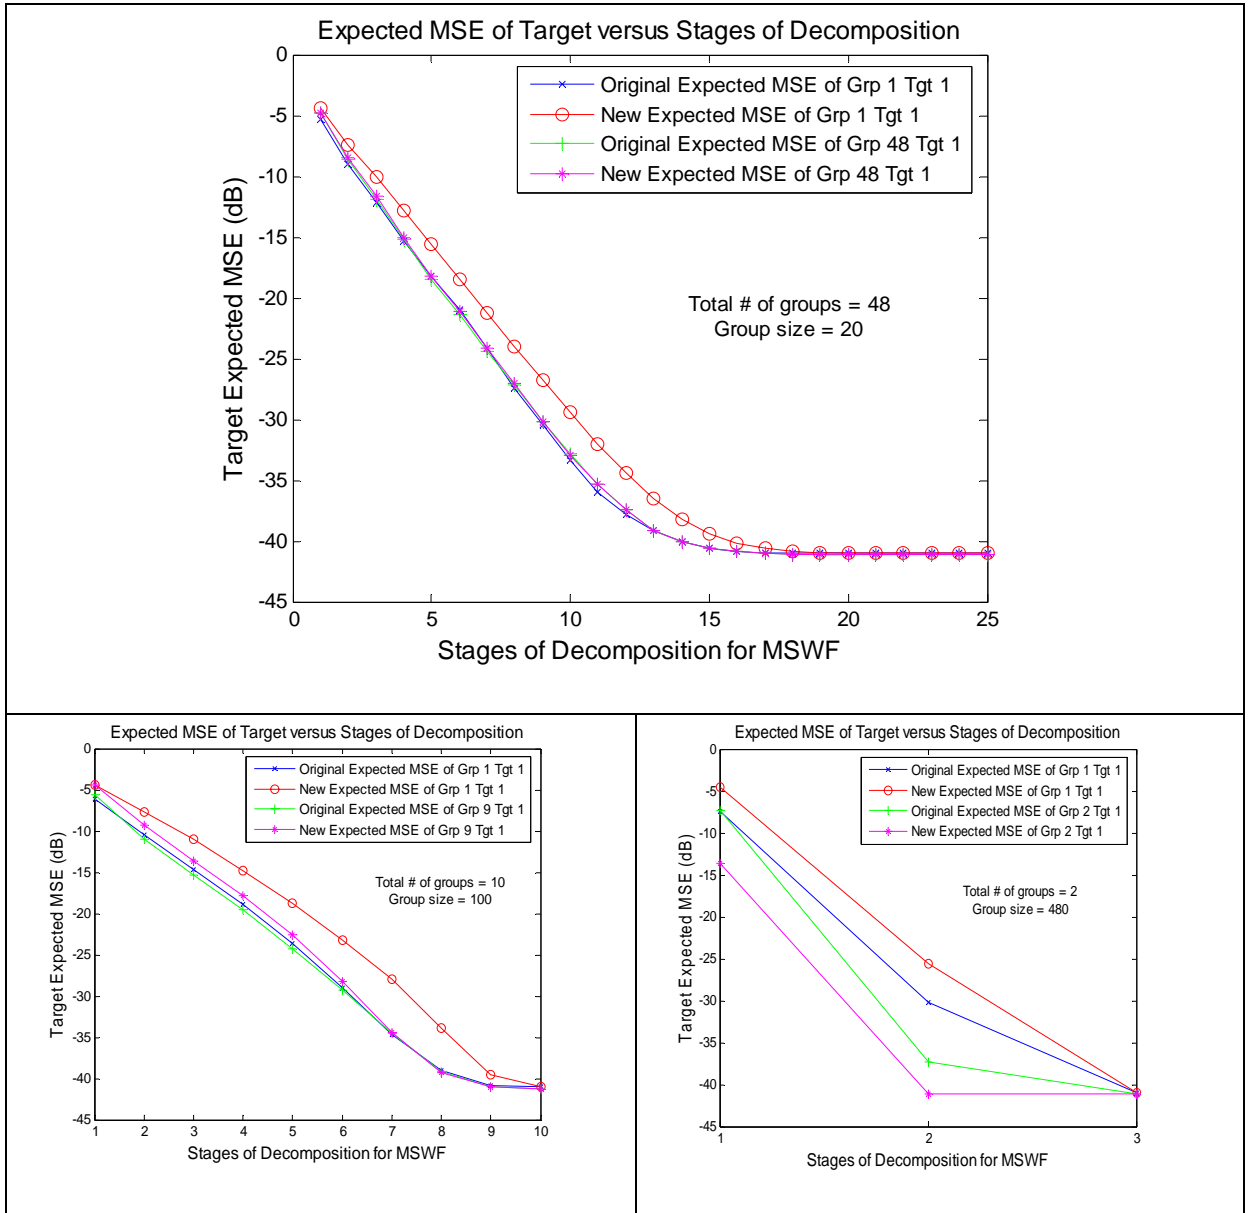 Expected MSE of Target versus Stages of Decomposition
Original Expected MSE of Grp 1 Tgt 1
New Expected MSE of Grp 1 Tgt 1
Original Expected MSE of Grp 48 Tgt 1
New Expected MSE of Grp 48 Tgt 1
Total # of groups = 48
Group size = 20
Target Expected MSE (dB)
0
-5
-10
-15
-20
-25
-30
-35
-40
-45
0 5 10 15 20 25
Stages of Decomposition for MSWF
Expected MSE of Target versus Stages of Decomposition
Original Expected MSE of Grp 1 Tgt 1
New Expected MSE of Grp 1 Tgt 1
Original Expected MSE of Grp 9 Tgt 1
New Expected MSE of Grp 9 Tgt 1
Total # of groups = 10
Group size = 100
Target Expected MSE (dB)
0
-5
-10
-15
-20
-25
-30
-35
-40
-45
1 2 3 4 5 6 7 8 9 10
Stages of Decomposition for MSWF
Expected MSE of Target versus Stages of Decomposition
Original Expected MSE of Grp 1 Tgt 1
New Expected MSE of Grp 1 Tgt 1
Original Expected MSE of Grp 2 Tgt 1
New Expected MSE of Grp 2 Tgt 1
Total # of groups = 2
Group size = 480
Target Expected MSE (dB)
0
-5
-10
-15
-20
-25
-30
-35
-40
-45
1 2 3
Stages of Decomposition for MSWF